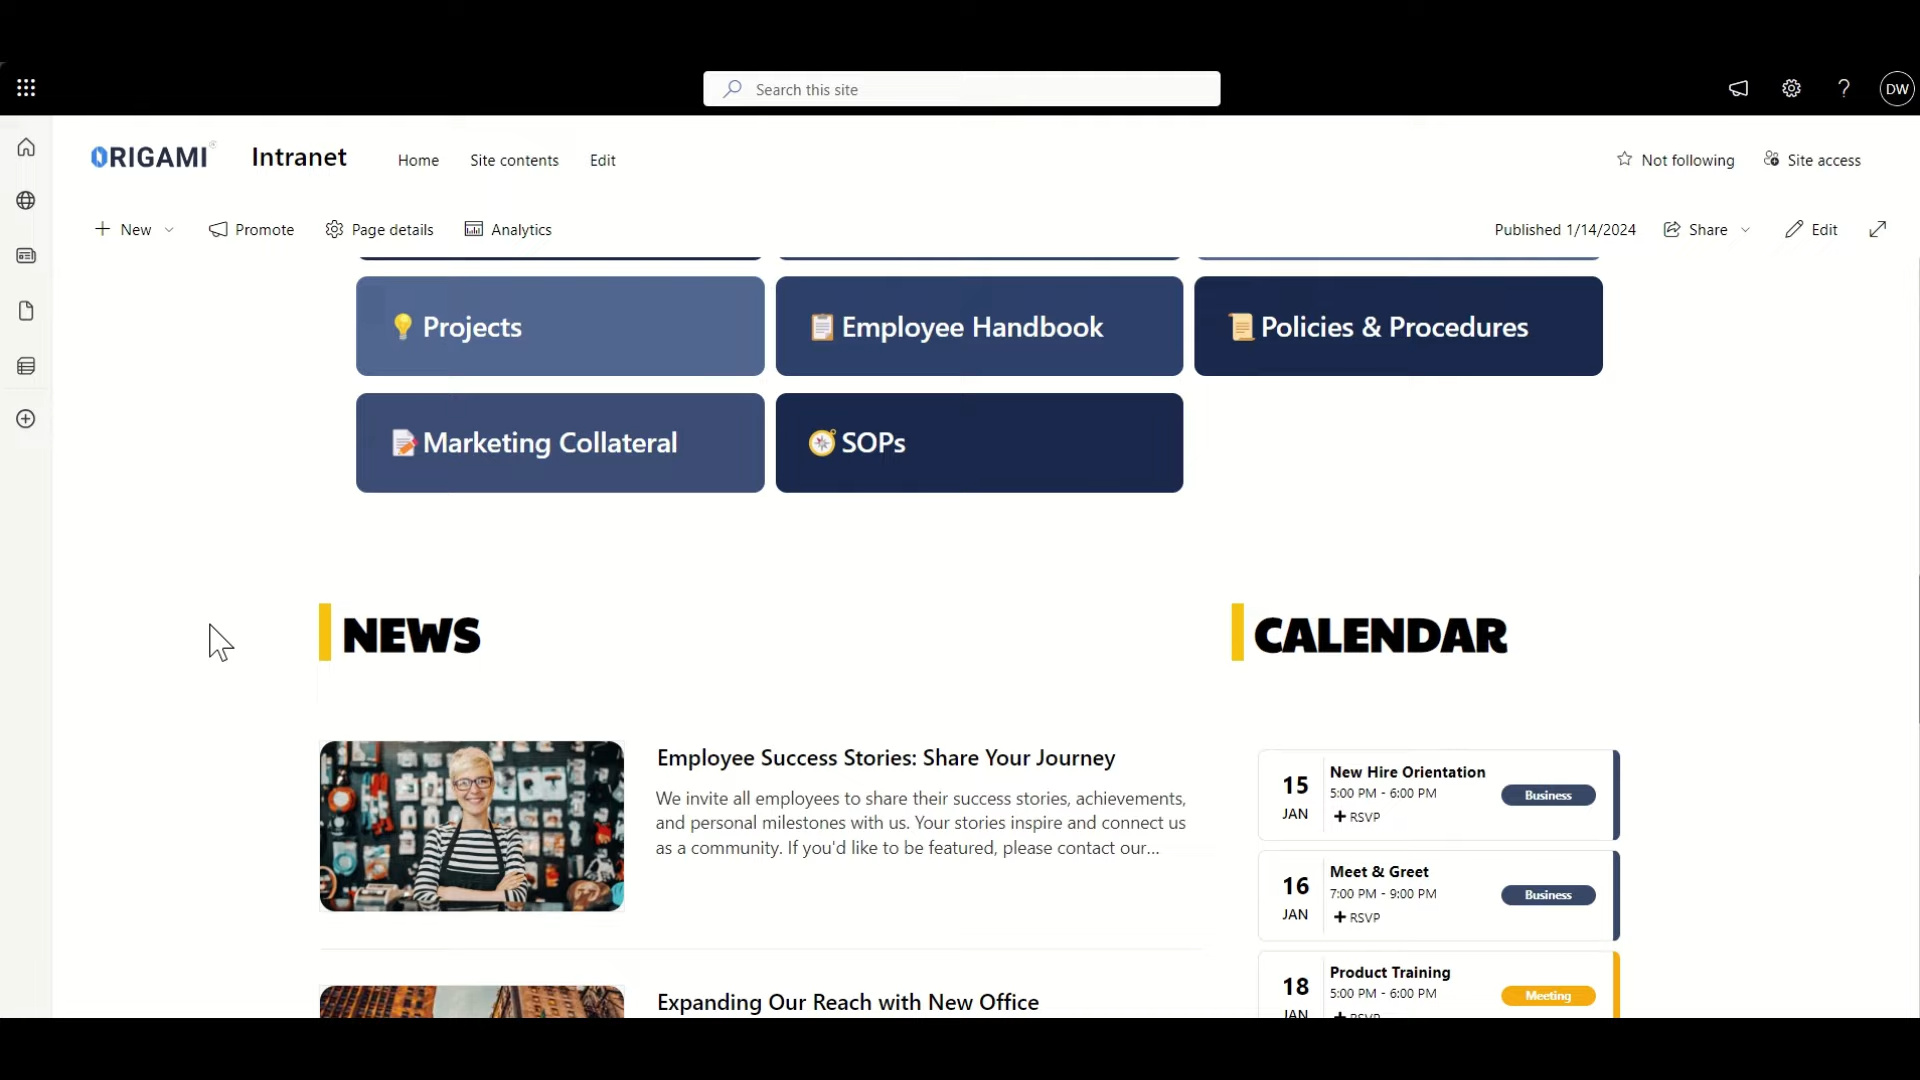 Search this site
DW
ORIGAMI
Intranet
Home
Site contents
Edit
Not following
Site access
New
Promote
Page details
Analytics
Published 1/14/2024
Share
Edit
Projects
Employee Handbook
Policies & Procedures
Marketing Collateral
SOPs
NEWS
Employee Success Stories: Share Your Journey
We invite all employees to share their success stories, achievements,
and personal milestones with us. Your stories inspire and connect us
as a community. If you'd like to be featured, please contact our...
Expanding Our Reach with New Office
CALENDAR
15
JAN
New Hire Orientation
5:00 PM - 6:00 PM
RSVP
Business
16
JAN
Meet & Greet
7:00 PM - 9:00 PM
RSVP
Business
18
JAN
Product Training
5:00 PM - 6:00 PM
RSVP
Meeting